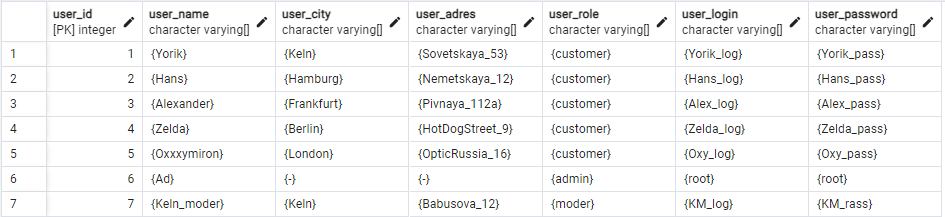 user_id user_name user_city user_adres user_role user_login user_password
[PK] integer character varying[] character varying[] character varying[] character varying[] character varying[] character varying[]
1 1 {Yorik} {Keln} {Sovetskaya_53} {customer} {Yorik_log} {Yorik_pass}
2 2 {Hans} {Hamburg} {Nemetskaya_12} {customer} {Hans_log} {Hans_pass}
3 3 {Alexander} {Frankfurt} {Pivnaya_112a} {customer} {Alex_log} {Alex_pass}
4 4 {Zelda} {Berlin} {HotDogStreet_9} {customer} {Zelda_log} {Zelda_pass}
5 5 {Oxxxymiron} {London} {OpticRussia_16} {customer} {Oxy_log} {Oxy_pass}
6 6 {Ad} {-} {-} {admin} {root} {root}
7 7 {Keln_moder} {Keln} {Babusova_12} {moder} {KM_log} {KM_rass}